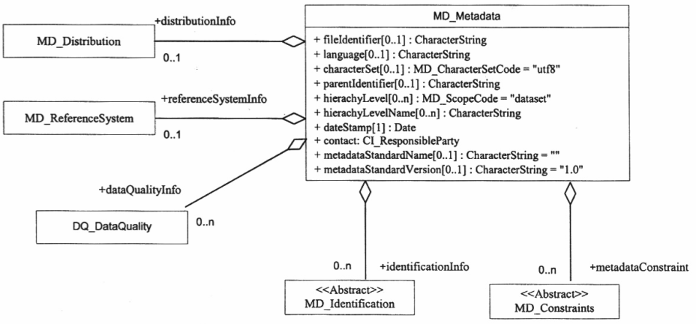 MD_Metadata
+ fileIdentifier[0..1] : CharacterString
+ language[0..1] : CharacterString
+ characterSet[0..1] : MD_CharacterSetCode = "utf8"
+ parentIdentifier[0..1] : CharacterString
+ hierachyLevel[0..n] : MD_ScopeCode = "dataset"
+ hierachyLevelName[0..n] : CharacterString
+ dateStamp[1] : Date
+ contact: CI_ResponsibleParty
+ metadataStandardName[0..1] : CharacterString = ""
+ metadataStandardVersion[0..1] : CharacterString = "1.0"
+distributionInfo
MD_Distribution
0..1
+referenceSystemInfo
MD_ReferenceSystem
0..1
+dataQualityInfo
0..n
DQ_DataQuality
0..n
+identificationInfo
<<Abstract>>
MD_Identification
0..n
+metadataConstraint
<<Abstract>>
MD_Constraints